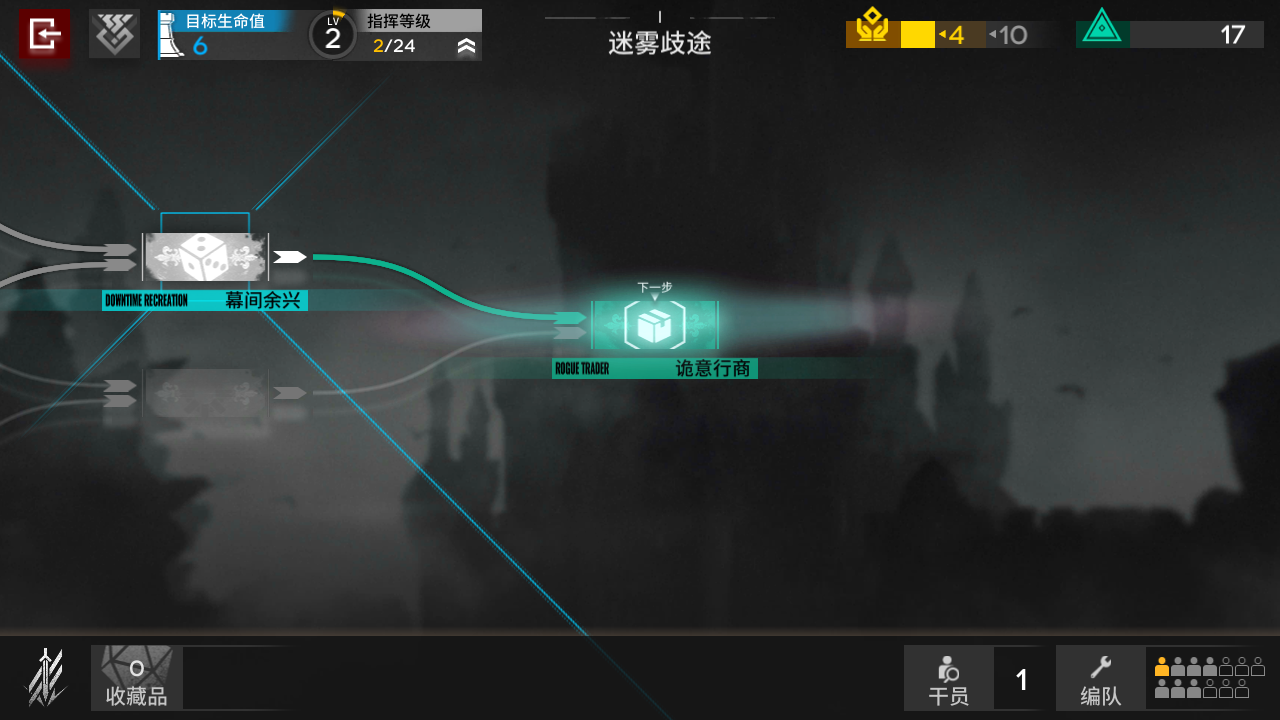 目标生命值
6
LV
2
指挥等级
2/24
迷雾歧途
4
10
17
DOWNTIME RECREATION
幕间余兴
下一步
ROGUE TRADER
诡意行商
0
收藏品
干员
1
编队